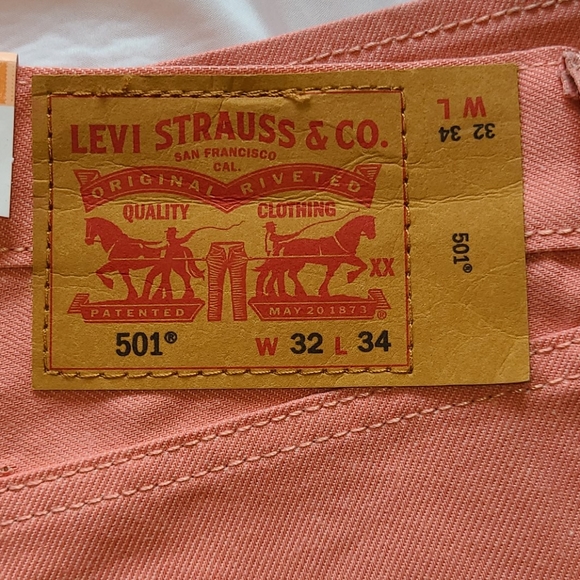 LEVI STRAUSS & CO.
SAN FRANCISCO
CAL.
ORIGINAL RIVETED
QUALITY CLOTHING
XX
PATENTED MAY 20 1873 ®
501® W 32 L 34
W L
32 34
501®